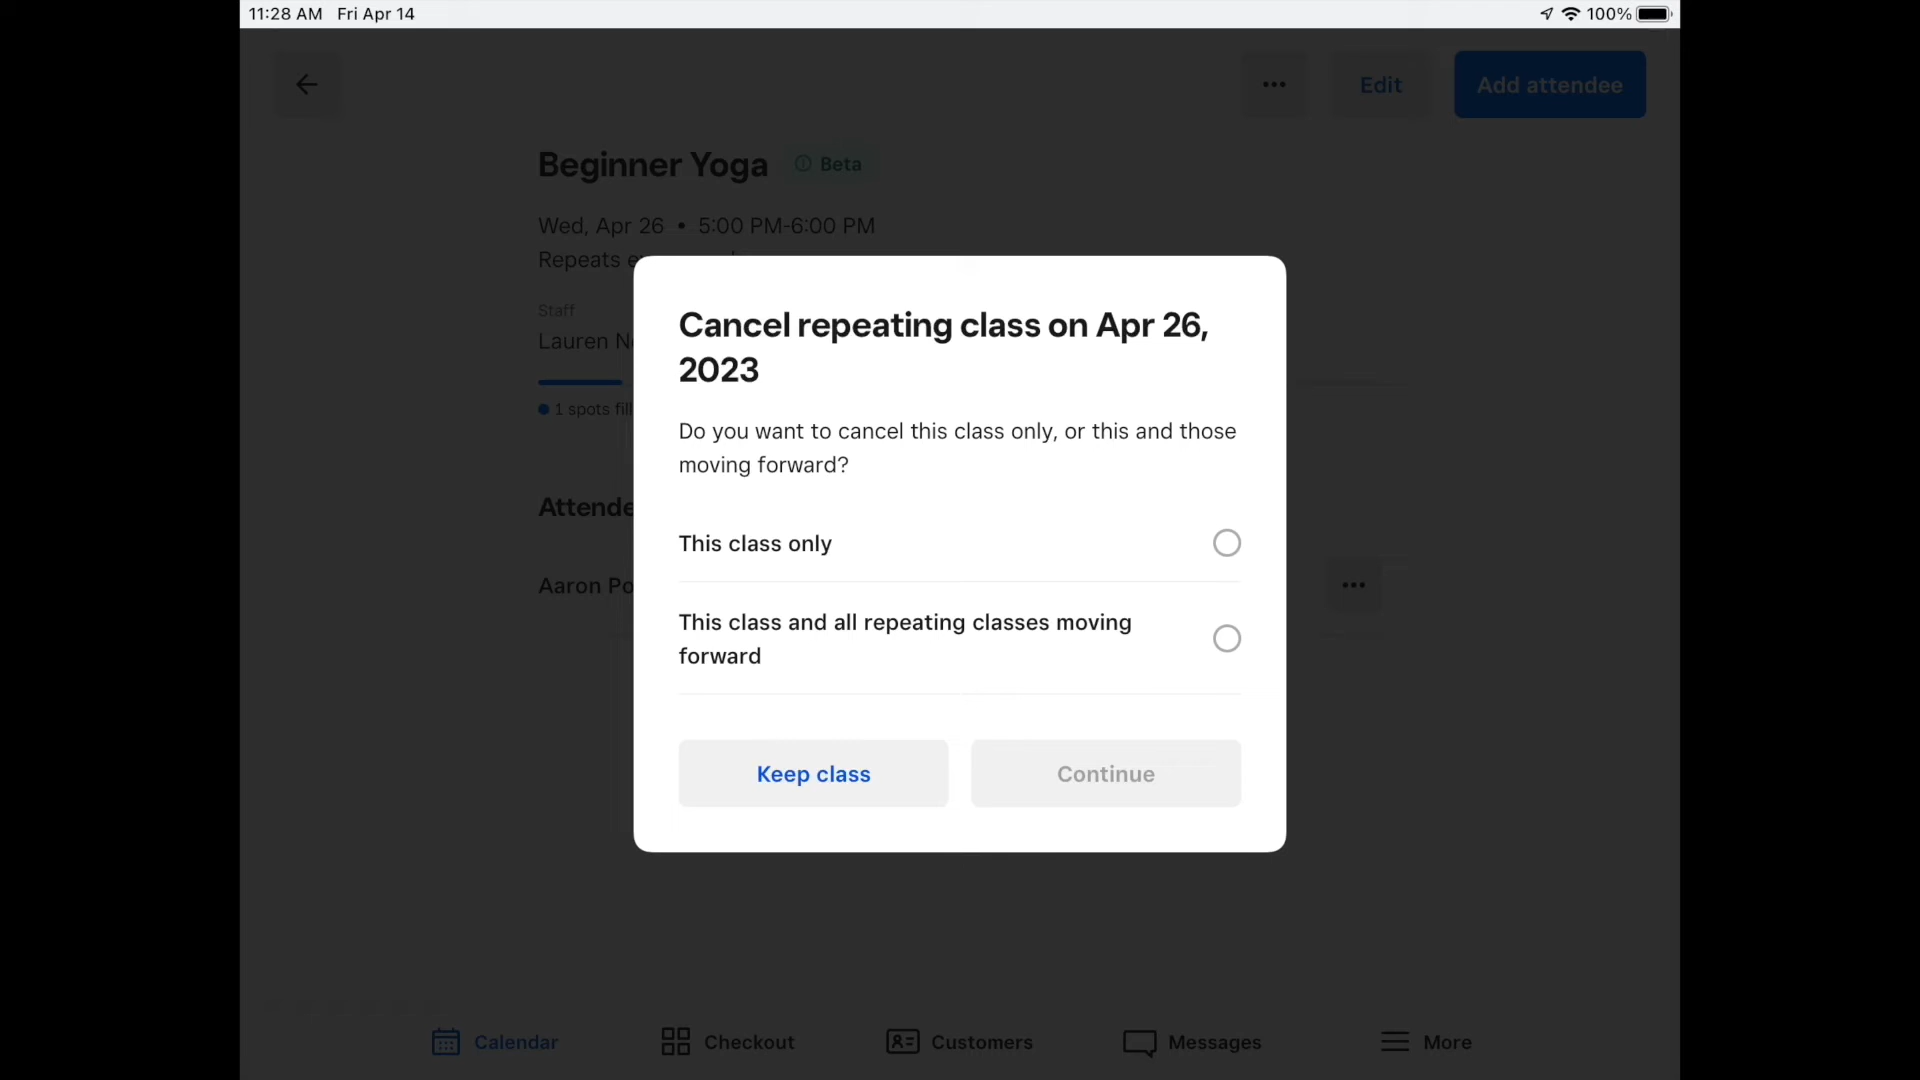 11:28 AM Fri Apr 14
100%
Edit
Add attendee
Beginner Yoga
Beta
Wed, Apr 26 • 5:00 PM-6:00 PM
Repeats
Staff
Lauren
1 spots
Cancel repeating class on Apr 26,
2023
Do you want to cancel this class only, or this and those
moving forward?
This class only
Aaron
This class and all repeating classes moving
forward
Keep class
Continue
Calendar
Checkout
Customers
Messages
More